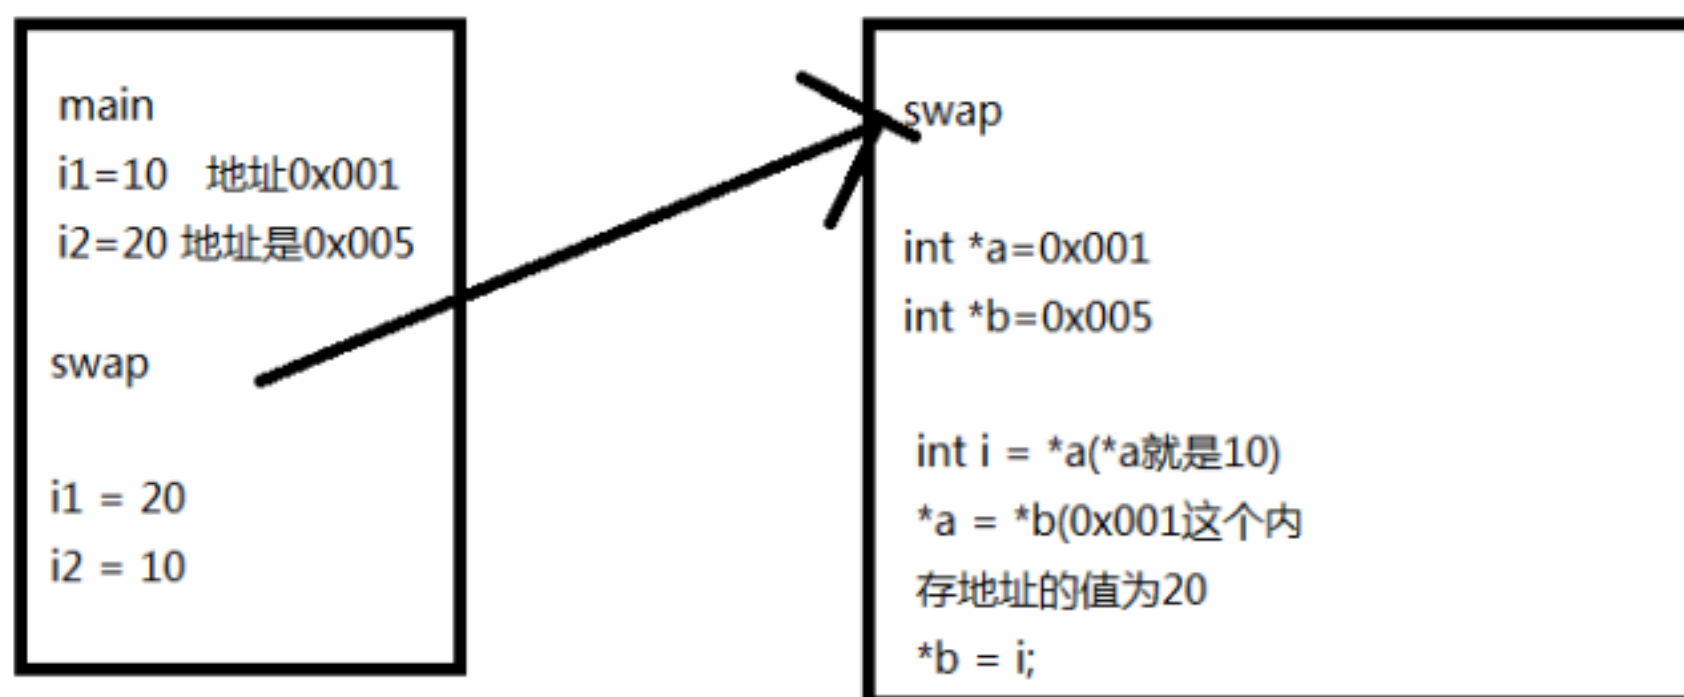 main
i1=10 地址0x001
i2=20 地址是0x005
swap
i1 = 20
i2 = 10
swap
int *a=0x001
int *b=0x005
int i = *a(*a就是10)
*a = *b(0x001这个内
存地址的值为20
*b = i;